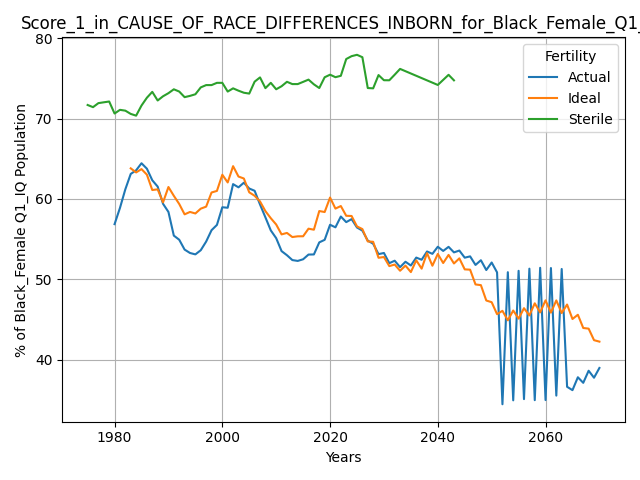 Score_1_in_CAUSE_OF_RACE_DIFFERENCES_INBORN_for_Black_Female_Q1_
% of Black_Female Q1_IQ Population
80
70
60
50
40
Fertility
Actual
Ideal
Sterile
1980
2000
2020
2040
2060
Years